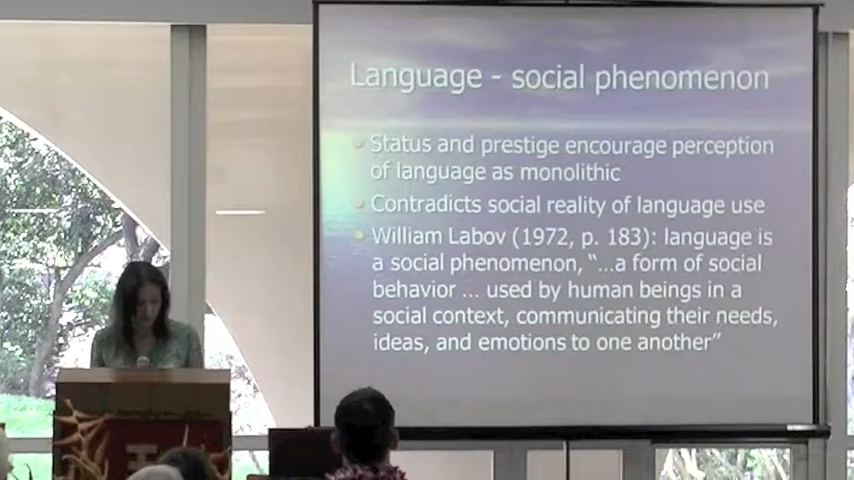 Language - social phenomenon
Status and prestige encourage perception
of language as monolithic
Contradicts social reality of language use
William Labov (1972, p. 183): language is
a social phenomenon, “...a form of social
behavior ... used by human beings in a
social context, communicating their needs,
ideas, and emotions to one another”